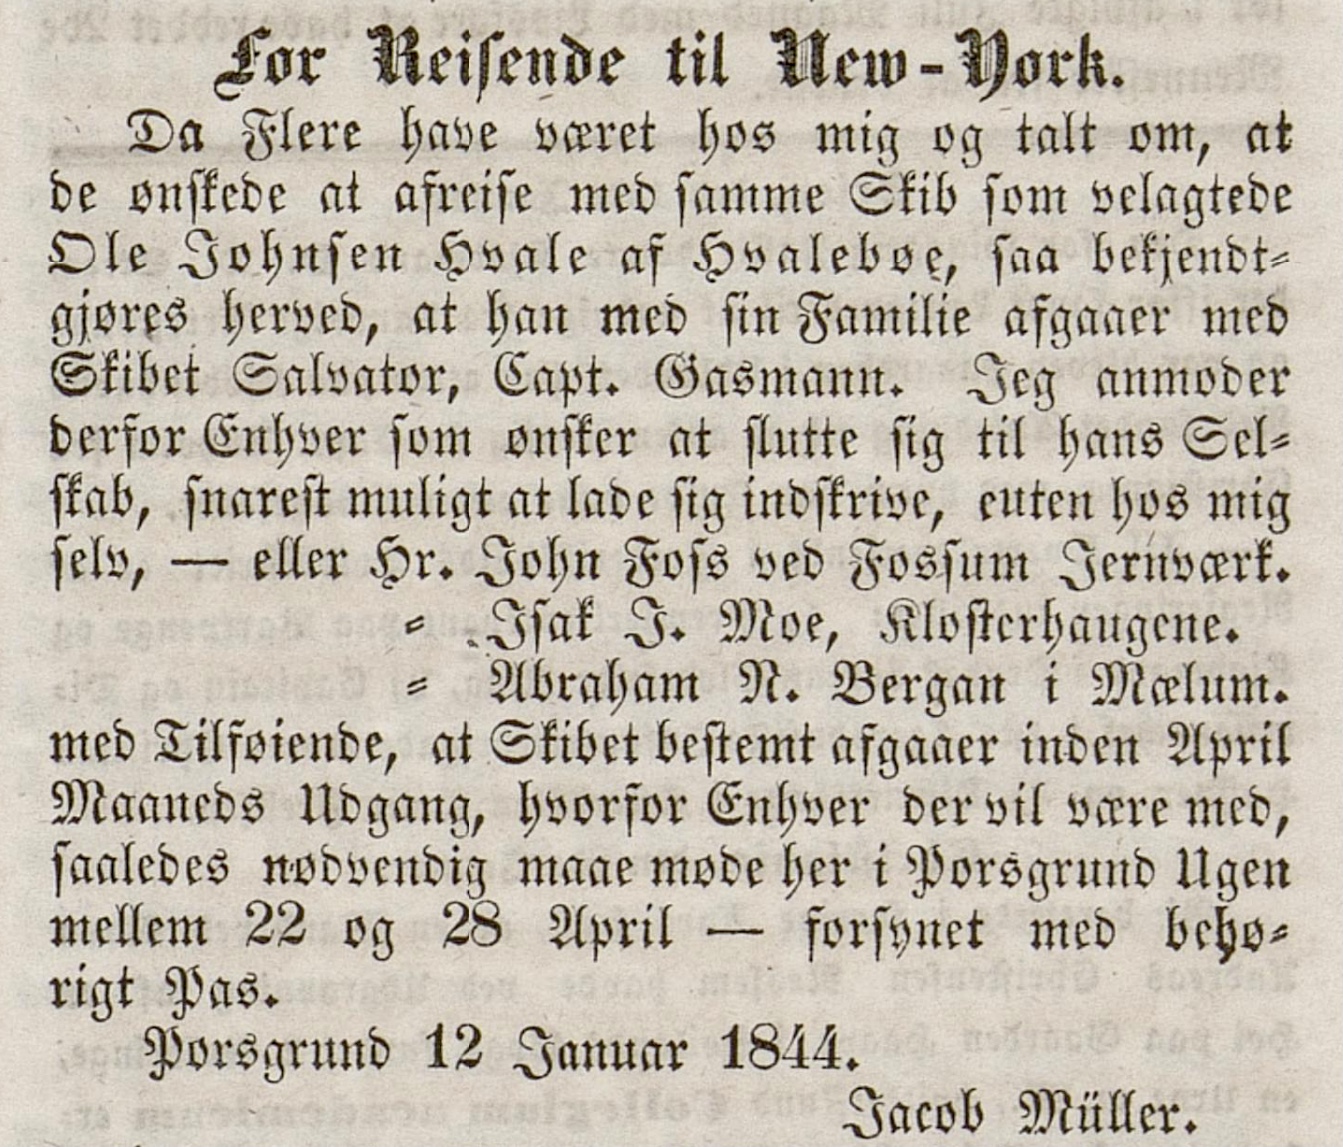 For Reisende til New-York.
Da Flere have været hos mig og talt om, at
de ønskede at afreise med samme Skib som velagtede
Ole Johnsen Hvale af Hvalebøe, saa bekjendt-
gjøres herved, at han med sin Familie afgaaer med
Skibet Salvator, Capt. Gasmann. Jeg anmoder
derfor Enhver som ønsker at slutte sig til hans Sel-
skab, snarest muligt at lade sig indskrive, enten hos mig
selv, — eller Hr. John Foss ved Fossum Jernværk.
- Isak J. Moe, Klosterhaugene.
- Abraham N. Bergan i Mælum.
med Tilføiende, at Skibet bestemt afgaaer inden April
Maaneds Udgang, hvorfor Enhver der vil være med,
saaledes nødvendig maae møde her i Porsgrund Ugen
mellem 22 og 28 April — forsynet med behø-
rigt Pas.
Porsgrund 12 Januar 1844.
Jacob Müller.